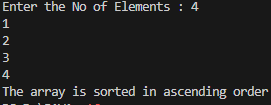 Enter the No of Elements : 4
1
2
3
4
The array is sorted in ascending order